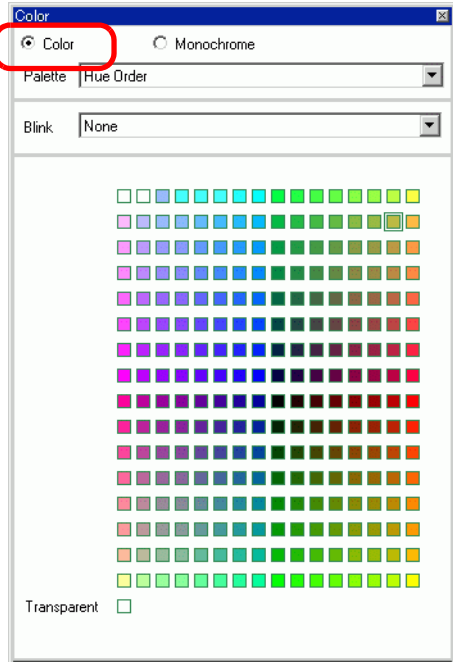 Color
Color Monochrome
Palette Hue Order
Blink None
Transparent